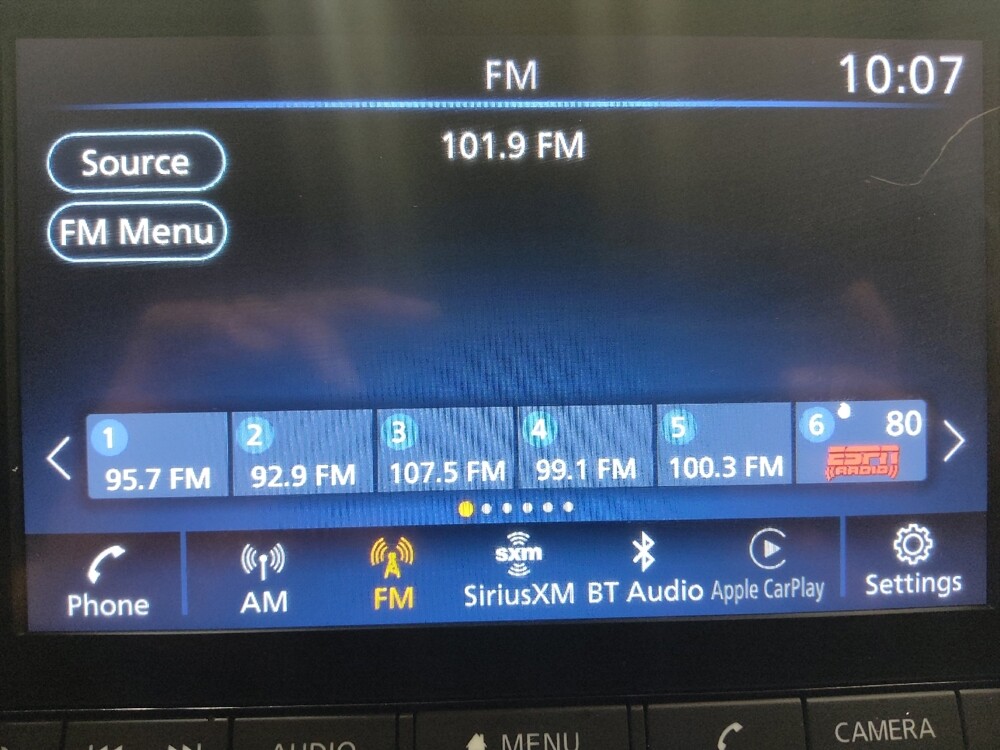 FM
10:07
101.9 FM
Source
FM Menu
1
95.7 FM
2
92.9 FM
3
107.5 FM
4
99.1 FM
5
100.3 FM
6
80
ESPN
RADIO
Phone
AM
FM
sxm
SiriusXM
BT Audio
Apple CarPlay
Settings
AUDIO
MENU
CAMERA